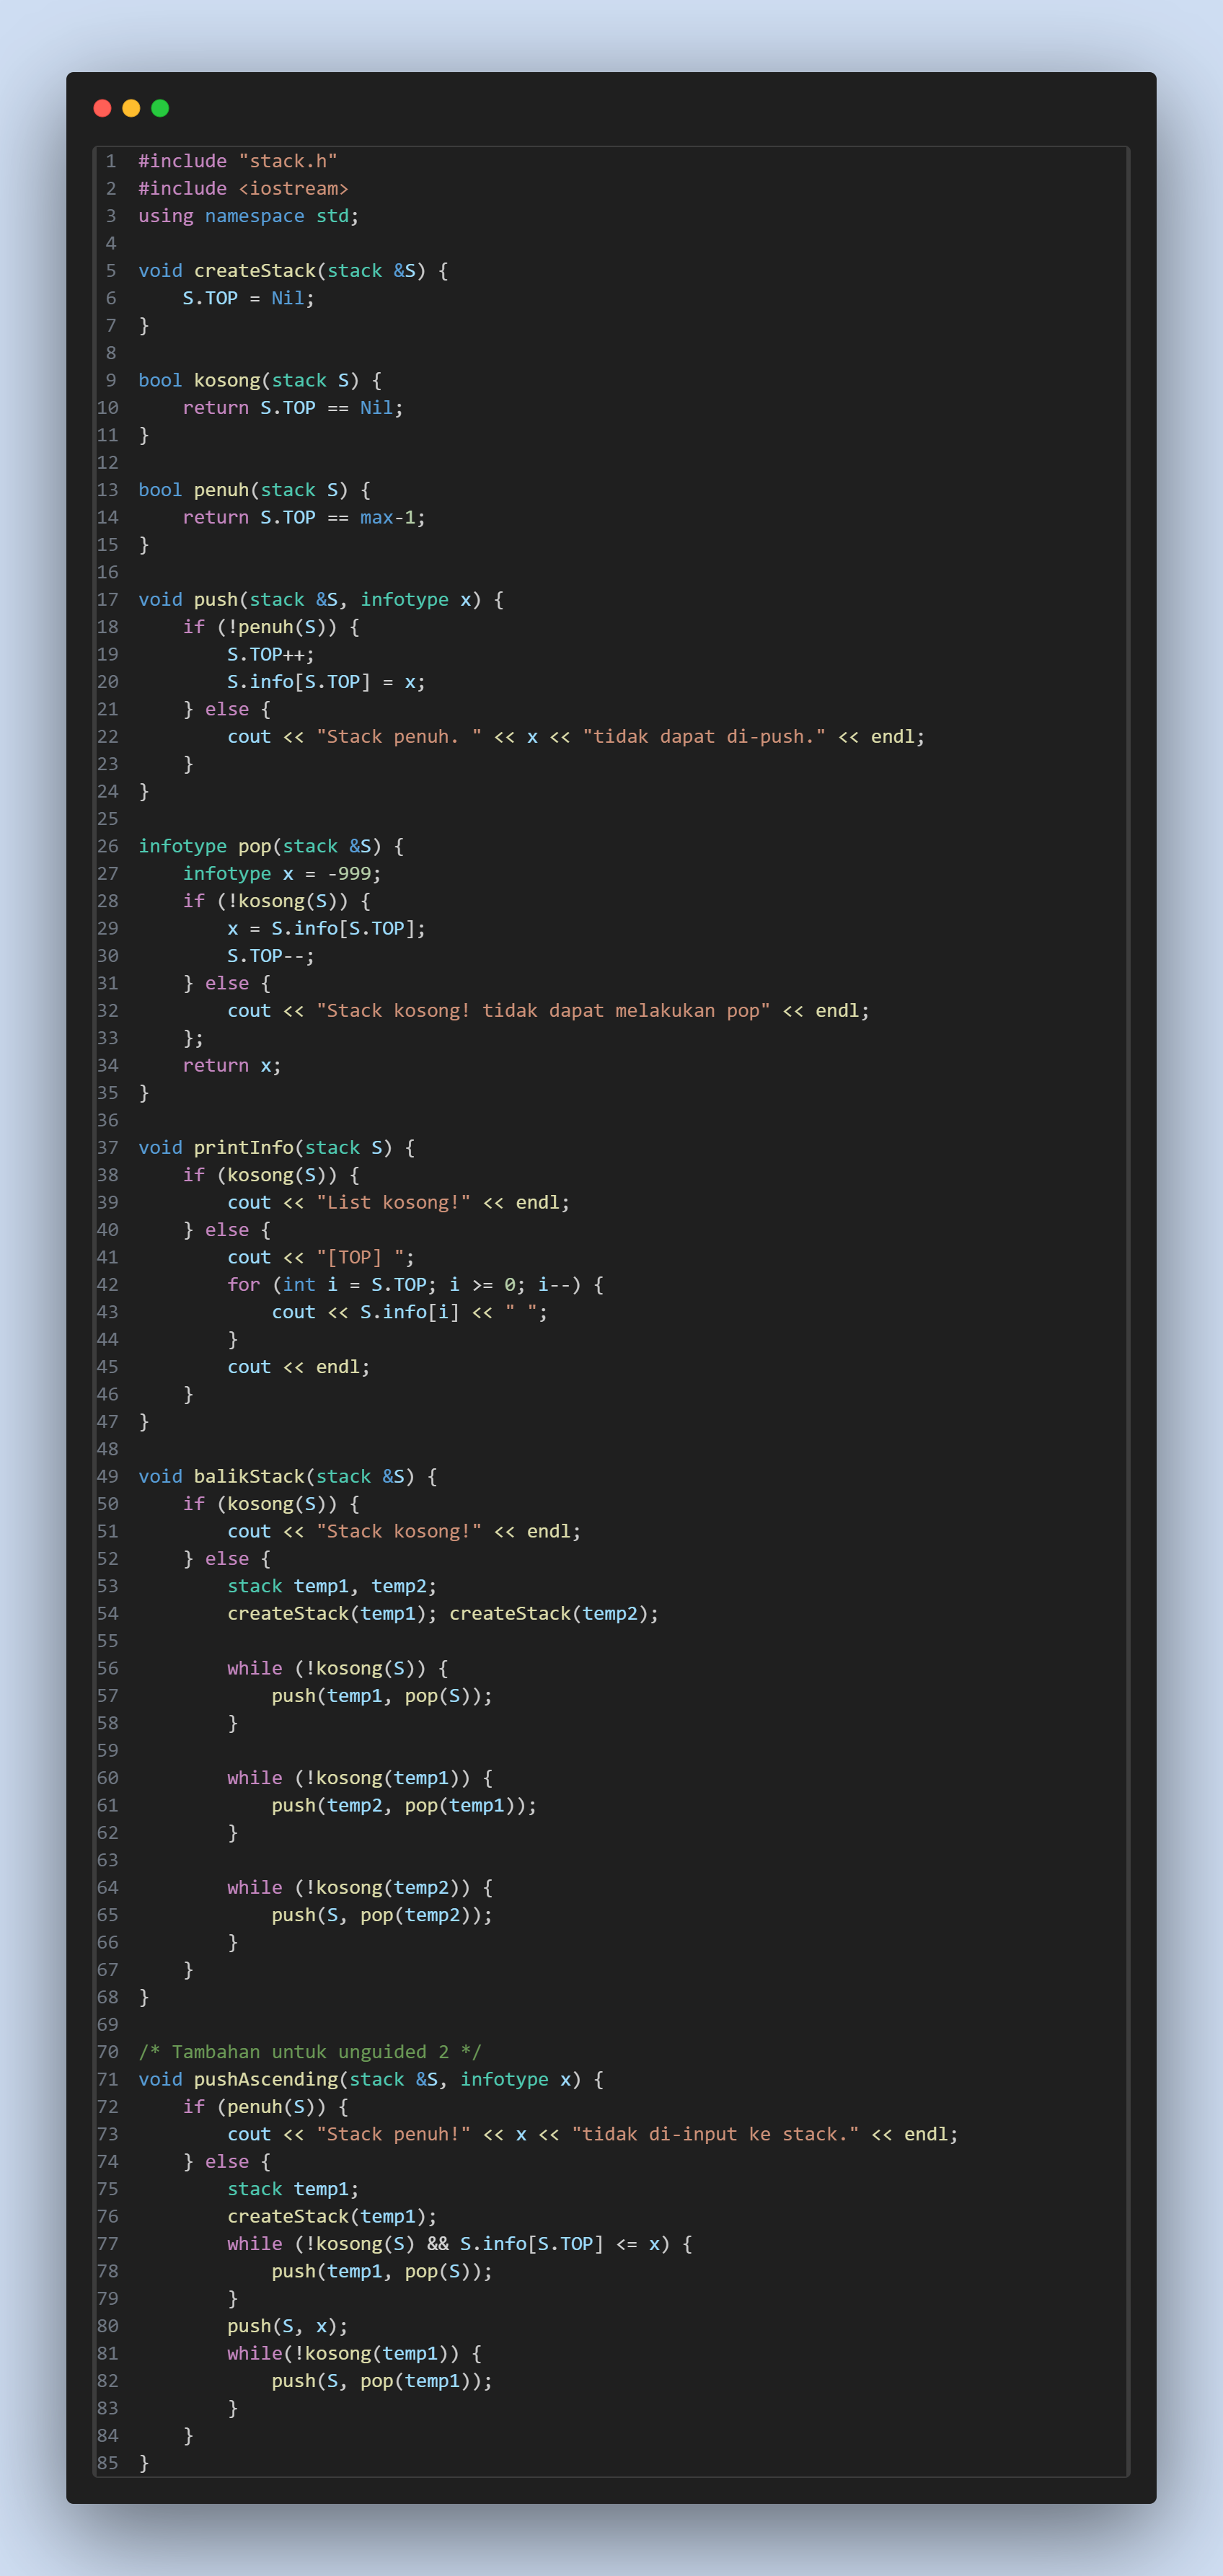 1 #include "stack.h"
2 #include <iostream>
3 using namespace std;
4
5 void createStack(stack &S) {
6     S.TOP = Nil;
7 }
8
9 bool kosong(stack S) {
10     return S.TOP == Nil;
11 }
12
13 bool penuh(stack S) {
14     return S.TOP == max-1;
15 }
16
17 void push(stack &S, infotype x) {
18     if (!penuh(S)) {
19         S.TOP++;
20         S.info[S.TOP] = x;
21     } else {
22         cout << "Stack penuh. " << x << "tidak dapat di-push." << endl;
23     }
24 }
25
26 infotype pop(stack &S) {
27     infotype x = -999;
28     if (!kosong(S)) {
29         x = S.info[S.TOP];
30         S.TOP--;
31     } else {
32         cout << "Stack kosong! tidak dapat melakukan pop" << endl;
33     };
34     return x;
35 }
36
37 void printInfo(stack S) {
38     if (kosong(S)) {
39         cout << "List kosong!" << endl;
40     } else {
41         cout << "[TOP] ";
42         for (int i = S.TOP; i >= 0; i--) {
43             cout << S.info[i] << " ";
44         }
45         cout << endl;
46     }
47 }
48
49 void balikStack(stack &S) {
50     if (kosong(S)) {
51         cout << "Stack kosong!" << endl;
52     } else {
53         stack temp1, temp2;
54         createStack(temp1); createStack(temp2);
55
56         while (!kosong(S)) {
57             push(temp1, pop(S));
58         }
59
60         while (!kosong(temp1)) {
61             push(temp2, pop(temp1));
62         }
63
64         while (!kosong(temp2)) {
65             push(S, pop(temp2));
66         }
67     }
68 }
69
70 /* Tambahan untuk unguided 2 */
71 void pushAscending(stack &S, infotype x) {
72     if (penuh(S)) {
73         cout << "Stack penuh!" << x << "tidak di-input ke stack." << endl;
74     } else {
75         stack temp1;
76         createStack(temp1);
77         while (!kosong(S) && S.info[S.TOP] <= x) {
78             push(temp1, pop(S));
79         }
80         push(S, x);
81         while(!kosong(temp1)) {
82             push(S, pop(temp1));
83         }
84     }
85 }